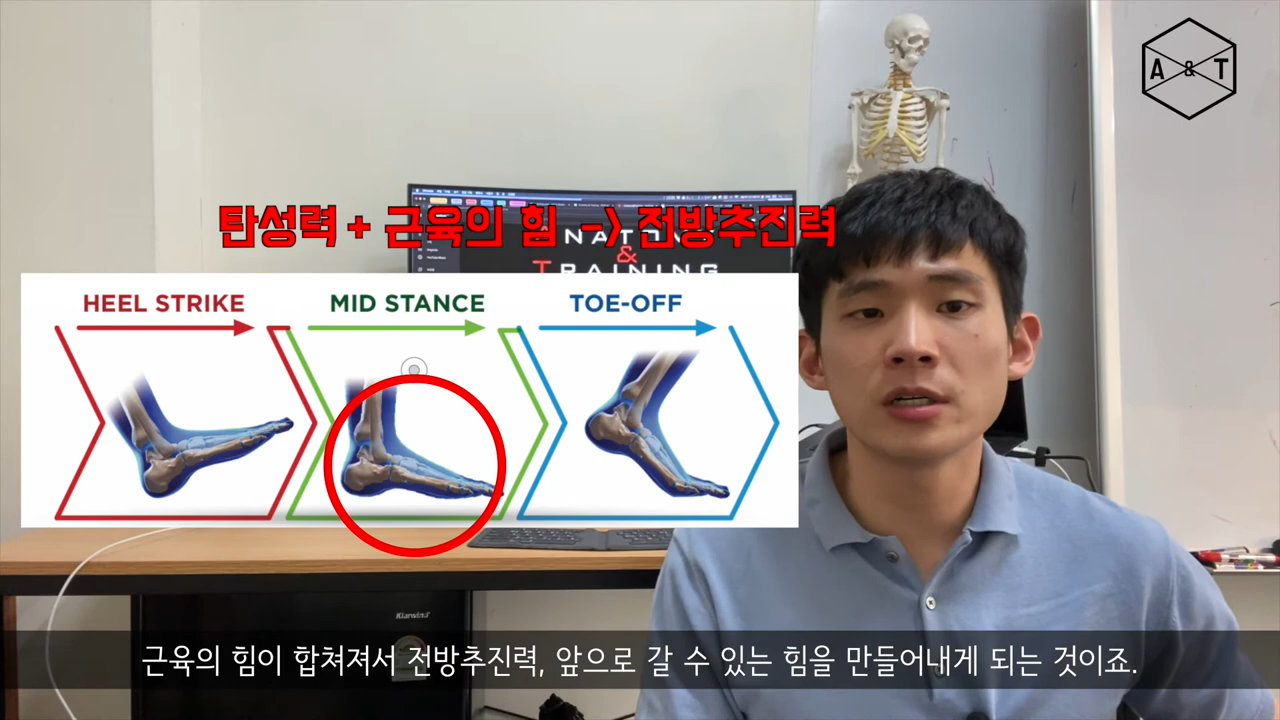 A & T
탄성력 + 근육의 힘 -> 전방추진력
&
TRAINING
HEEL STRIKE
MID STANCE
TOE-OFF
Klarwind
근육의 힘이 합쳐져서 전방추진력, 앞으로 갈 수 있는 힘을 만들어내게 되는 것이죠.